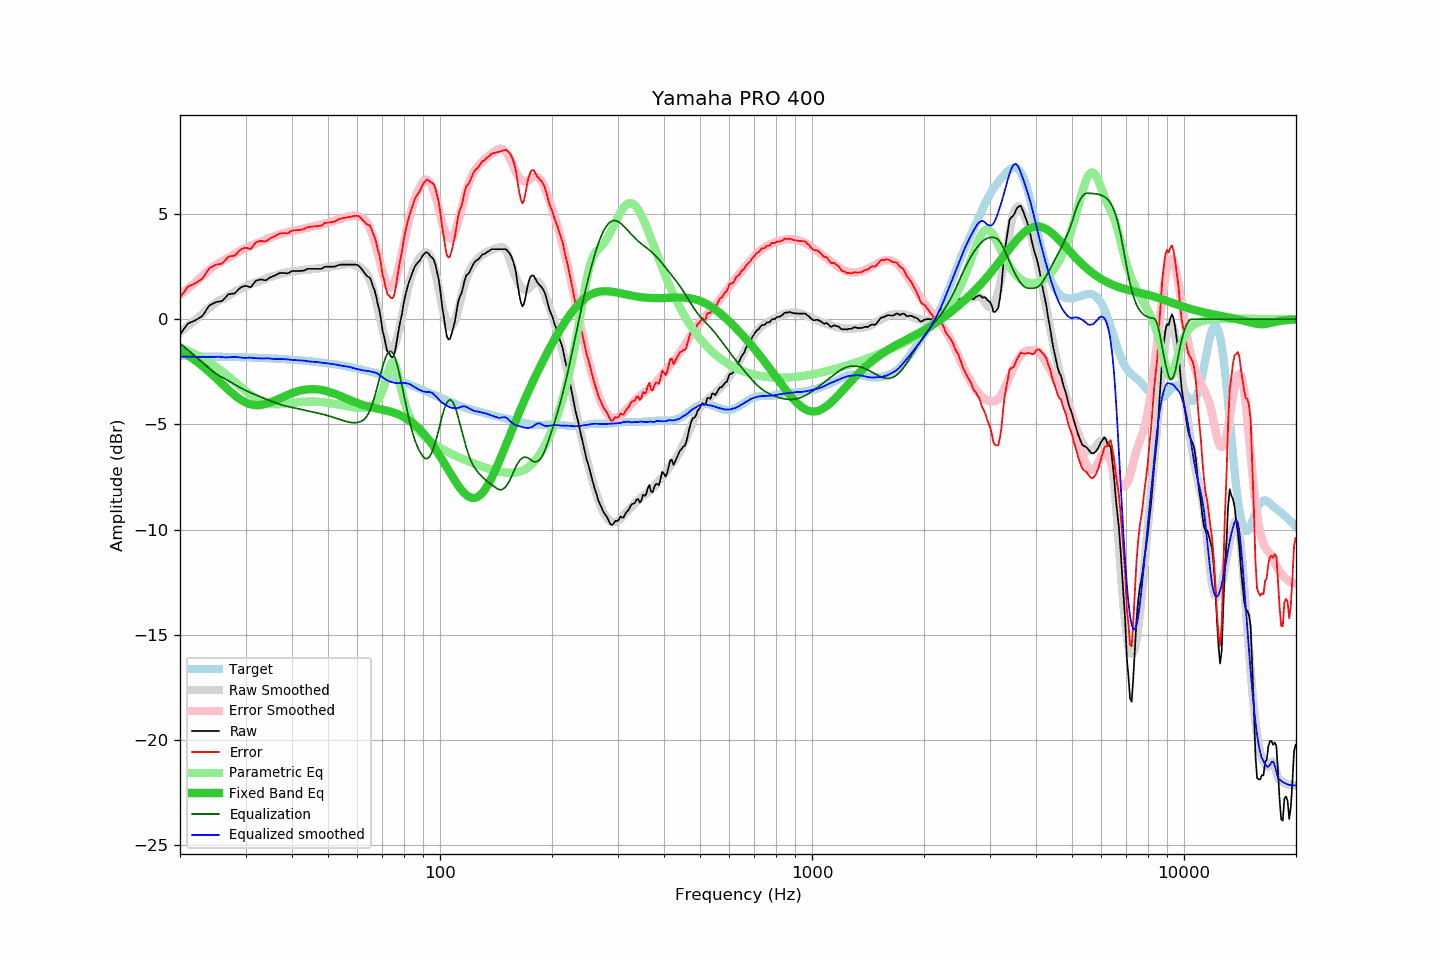 Yamaha PRO 400
Amplitude (dBr)
5
0
−5
−10
−15
−20
−25
Target
Raw Smoothed
Error Smoothed
Raw
Error
Parametric Eq
Fixed Band Eq
Equalization
Equalized smoothed
100
1000
10000
Frequency (Hz)